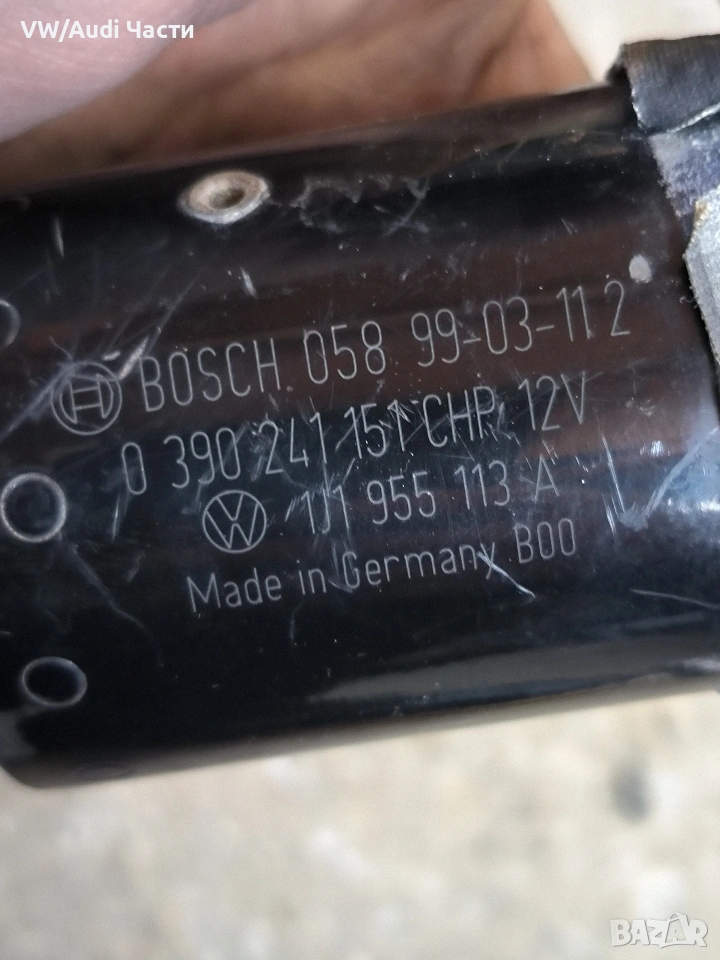 VW/Audi Части
BOSCH 058 99-03-11 2
0 390 241 151 CHP 12V
1J1 955 113 A
Made in Germany B00
BAZAR